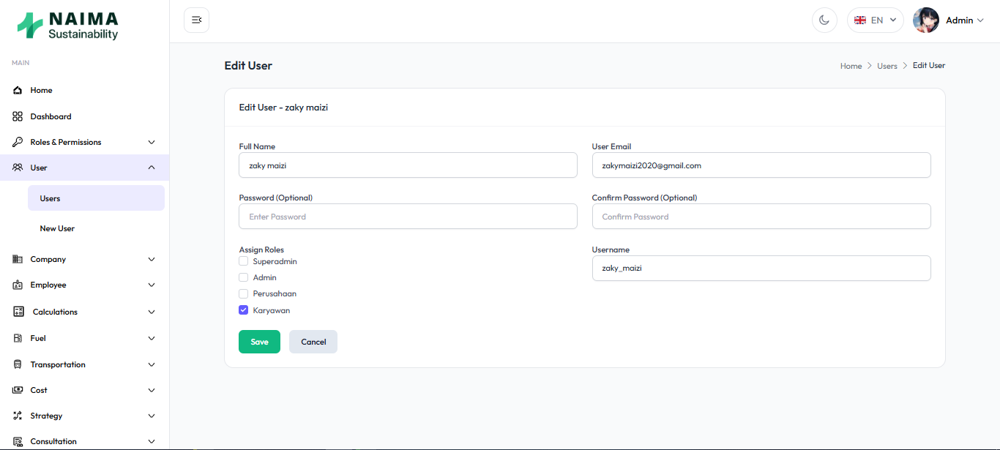 NAIMA
Sustainability
EN
Admin
MAIN
Home
Dashboard
Roles & Permissions
User
Users
New User
Company
Employee
Calculations
Fuel
Transportation
Cost
Strategy
Consultation
Edit User
Home > Users > Edit User
Edit User - zaky maizi
Full Name
zaky maizi
User Email
zakymaizi2020@gmail.com
Password (Optional)
Enter Password
Confirm Password (Optional)
Confirm Password
Assign Roles
Superadmin
Admin
Perusahaan
Karyawan
Username
zaky_maizi
Save
Cancel